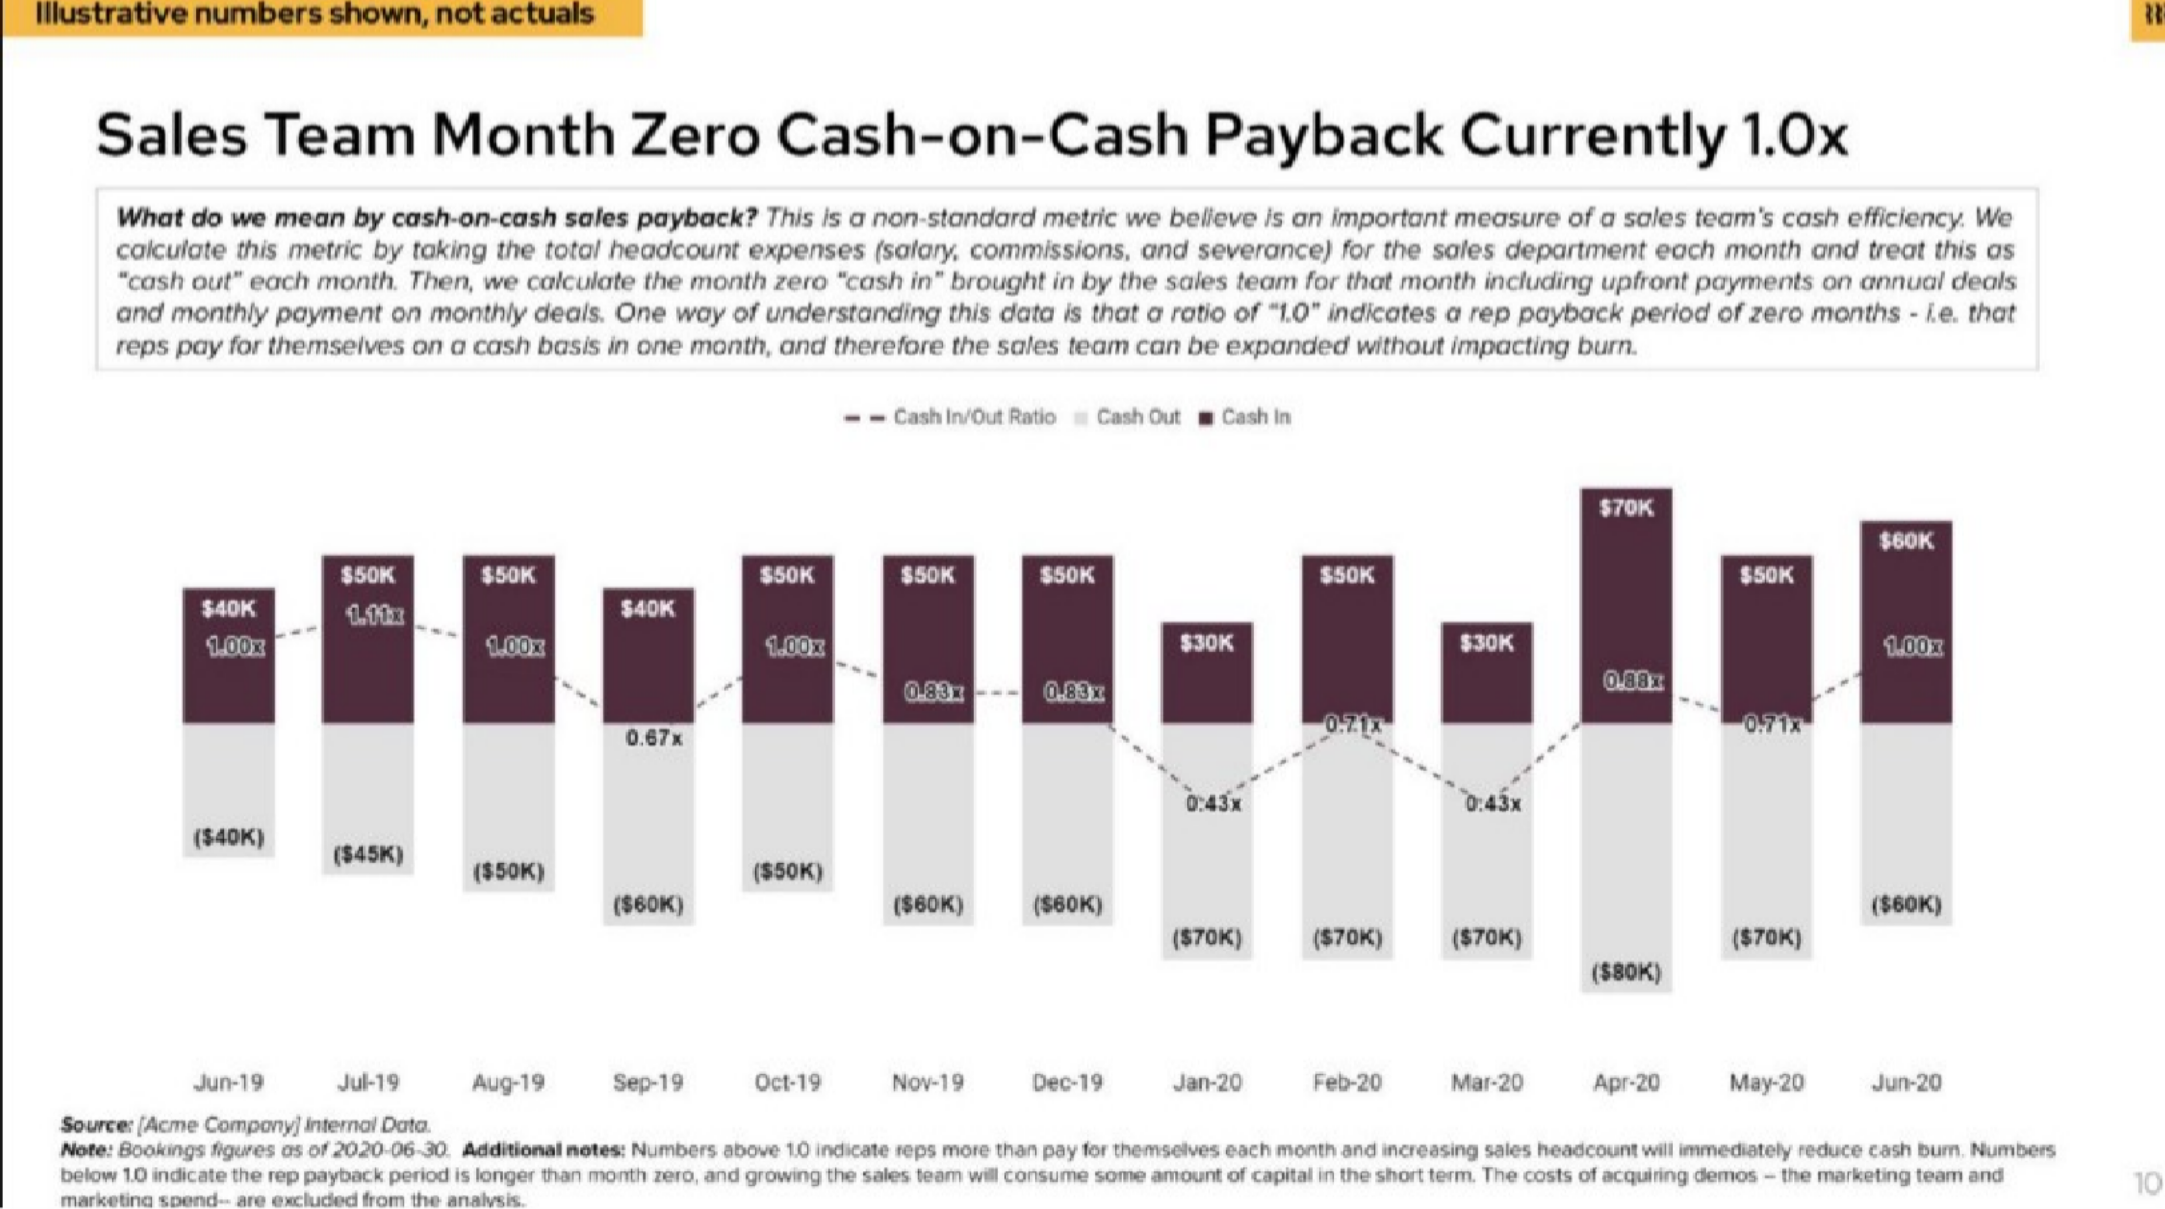 Illustrative numbers shown, not actuals
Sales Team Month Zero Cash-on-Cash Payback Currently 1.0x
What do we mean by cash-on-cash sales payback? This is a non-standard metric we believe is an important measure of a sales team's cash efficiency. We
calculate this metric by taking the total headcount expenses (salary, commissions, and severance) for the sales department each month and treat this as
"cash out" each month. Then, we calculate the month zero "cash in" brought in by the sales team for that month including upfront payments on annual deals
and monthly payment on monthly deals. One way of understanding this data is that a ratio of "1.0" indicates a rep payback period of zero months - i.e. that
reps pay for themselves on a cash basis in one month, and therefore the sales team can be expanded without impacting burn.
Cash In/Out Ratio Cash Out Cash In
$70K
$60K
$50K $50K $50K $50K $50K $50K $50K
$40K $40K
1.11x
$30K $30K
1.00x 1.00x 1.00x 1.00x
0.88x
0.83x 0.83x
0.71x 0.71x
0.67x
0.43x 0.43x
($40K)
($45K)
($50K) ($50K)
($60K) ($60K) ($60K) ($60K)
($70K) ($70K) ($70K) ($70K)
($80K)
Jun-19 Jul-19 Aug-19 Sep-19 Oct-19 Nov-19 Dec-19 Jan-20 Feb-20 Mar-20 Apr-20 May-20 Jun-20
Source: [Acme Company] Internal Data.
Note: Bookings figures as of 2020-06-30. Additional notes: Numbers above 1.0 indicate reps more than pay for themselves each month and increasing sales headcount will immediately reduce cash burn. Numbers
below 1.0 indicate the rep payback period is longer than month zero, and growing the sales team will consume some amount of capital in the short term. The costs of acquiring demos – the marketing team and
marketing spend-- are excluded from the analysis.
10